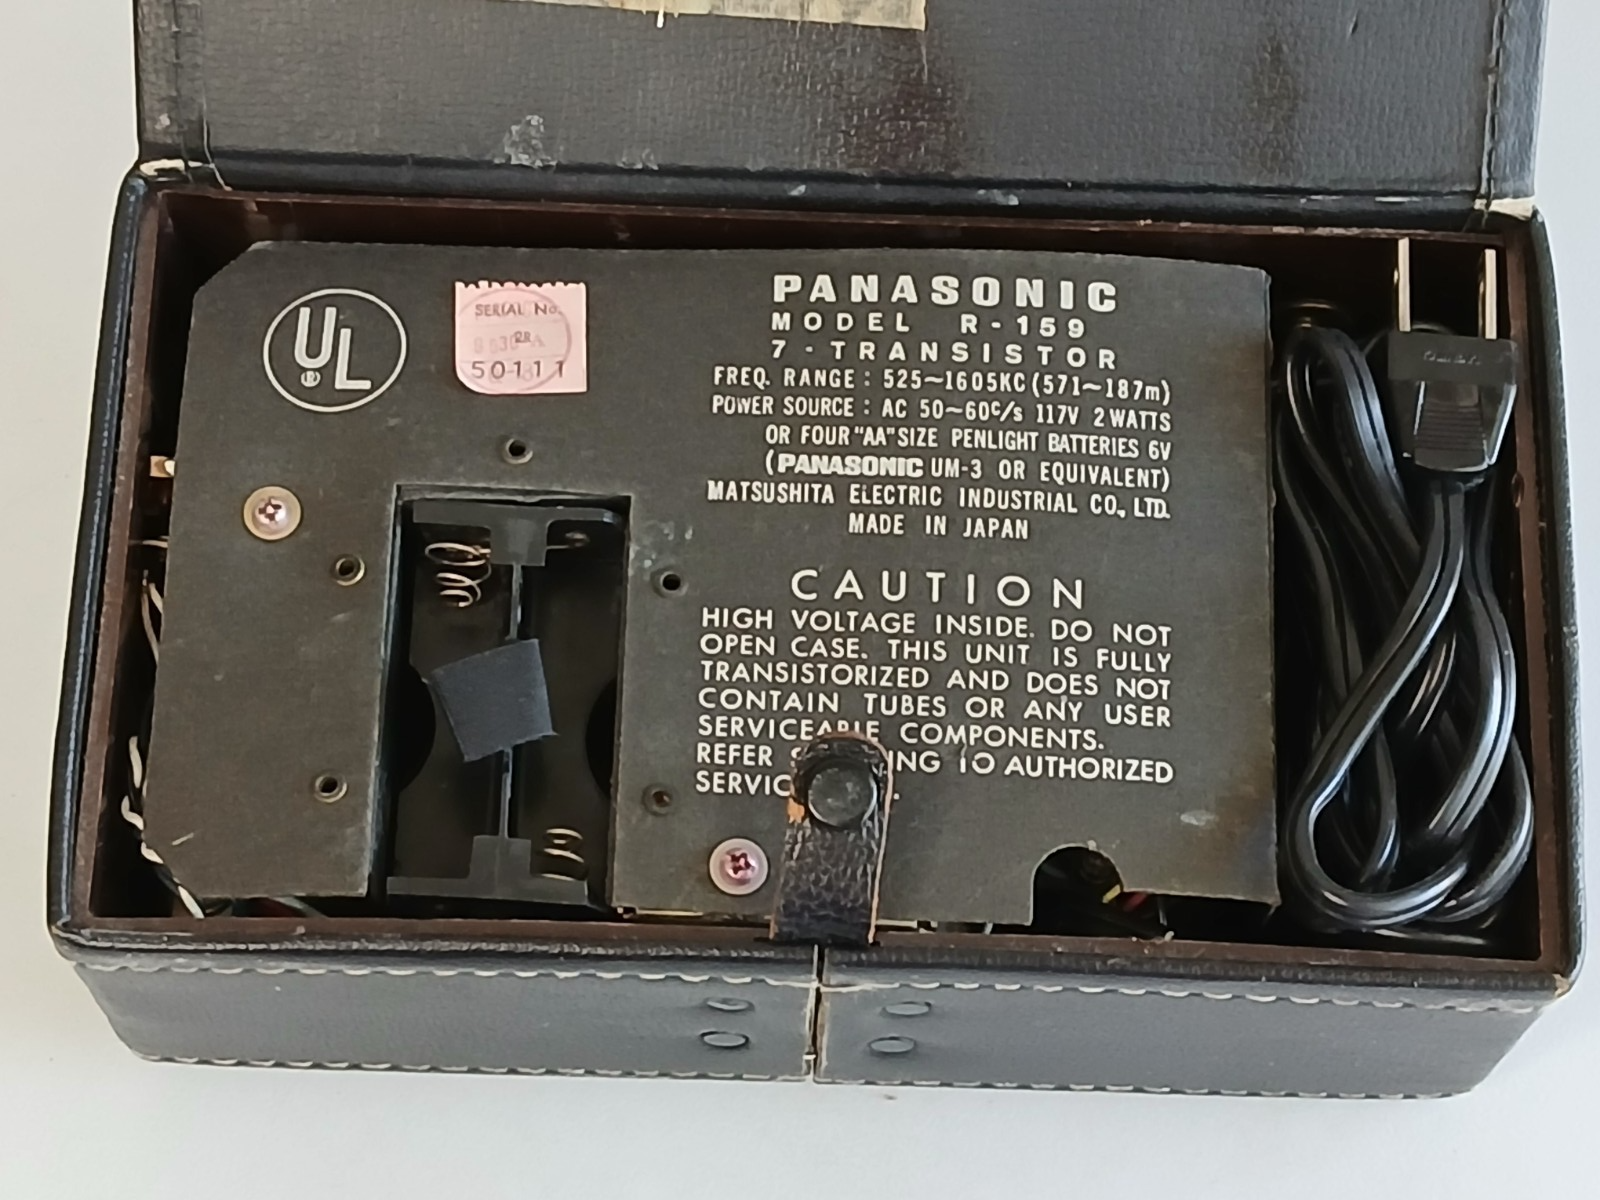 UL
®
SERIAL No.
50111
PANASONIC
MODEL R-159
7-TRANSISTOR
FREQ. RANGE : 525~1605KC (571~187m)
POWER SOURCE : AC 50~60c/s 117V 2 WATTS
OR FOUR "AA" SIZE PENLIGHT BATTERIES 6V
(PANASONIC UM-3 OR EQUIVALENT)
MATSUSHITA ELECTRIC INDUSTRIAL CO., LTD.
MADE IN JAPAN
CAUTION
HIGH VOLTAGE INSIDE. DO NOT
OPEN CASE. THIS UNIT IS FULLY
TRANSISTORIZED AND DOES NOT
CONTAIN TUBES OR ANY USER
SERVICEABLE COMPONENTS.
REFER TO AUTHORIZED